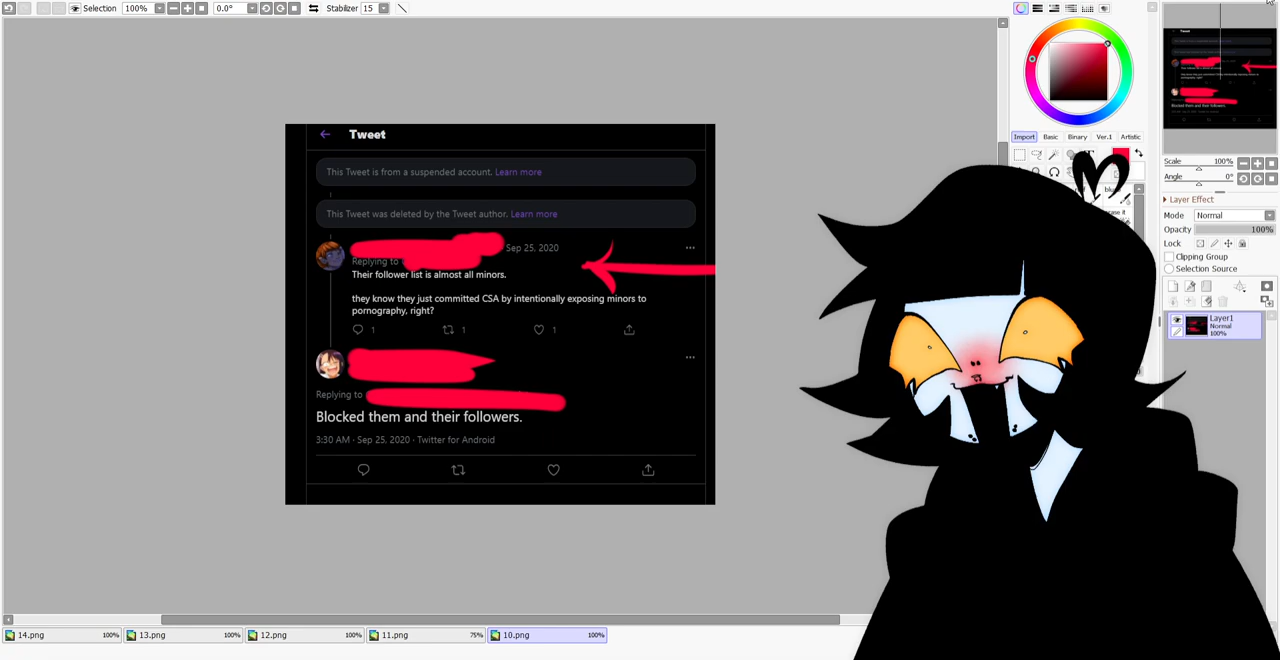 Selection 100% 0.0° Stabilizer 15
Import Basic Binary Ver.1 Artistic
Scale 100%
Angle 0°
Layer Effect
Mode Normal
Opacity 100%
Lock
Clipping Group
Selection Source
Layer1
Normal
100%
Tweet
This Tweet is from a suspended account. Learn more
This Tweet was deleted by the Tweet author. Learn more
Sep 25, 2020
Replying to
Their follower list is almost all minors.
they know they just committed CSA by intentionally exposing minors to
pornography, right?
1 1 1
Replying to
Blocked them and their followers.
3:30 AM · Sep 25, 2020 · Twitter for Android
14.png 100% 13.png 100% 12.png 100% 11.png 75% 10.png 100%